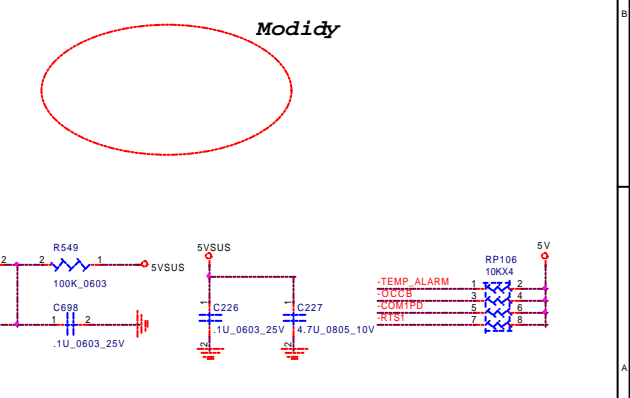 Modidy
B
R549
2 2 1
5VSUS
100K_0603
C698
1 2
.1U_0603_25V
5VSUS
1 C226
2 .1U_0603_25V
1 C227
2 4.7U_0805_10V
5V
RP106
10KX4
-TEMP_ALARM 1 2
-OCCB 3 4
-COM1PD 5 6
-RTS1 7 8
A